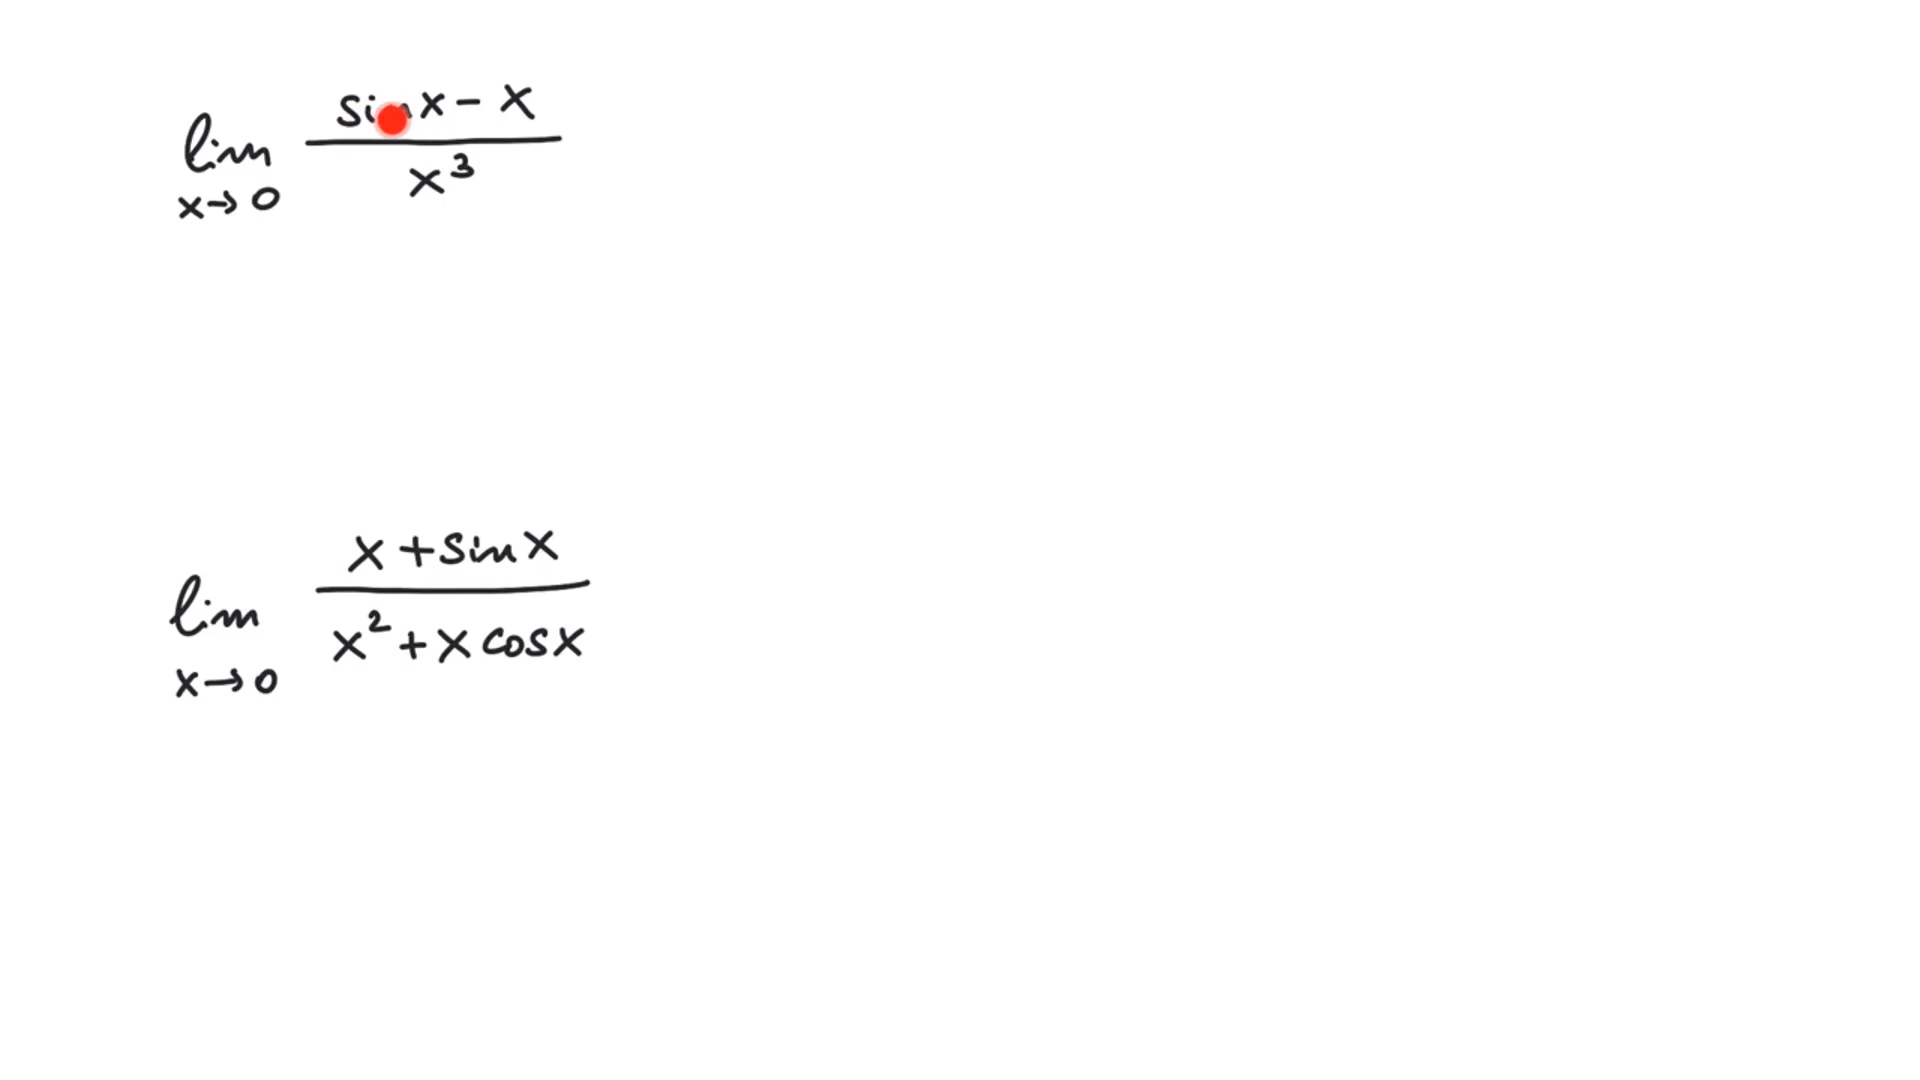 lim x→0 (sin x − x) / x³
lim x→0 (x + sin x) / (x² + x cos x)